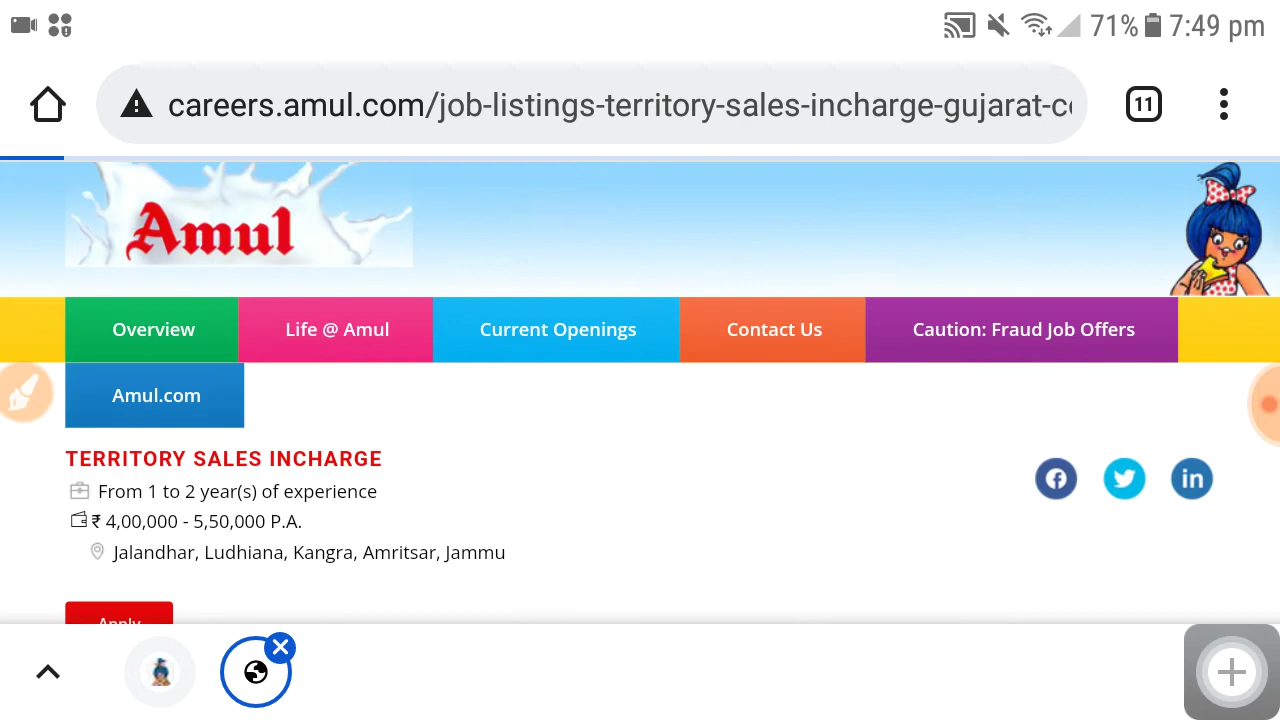 71% 7:49 pm
careers.amul.com/job-listings-territory-sales-incharge-gujarat-c
11
Amul
Overview
Life @ Amul
Current Openings
Contact Us
Caution: Fraud Job Offers
Amul.com
TERRITORY SALES INCHARGE
From 1 to 2 year(s) of experience
₹ 4,00,000 - 5,50,000 P.A.
Jalandhar, Ludhiana, Kangra, Amritsar, Jammu
f
in
Apply